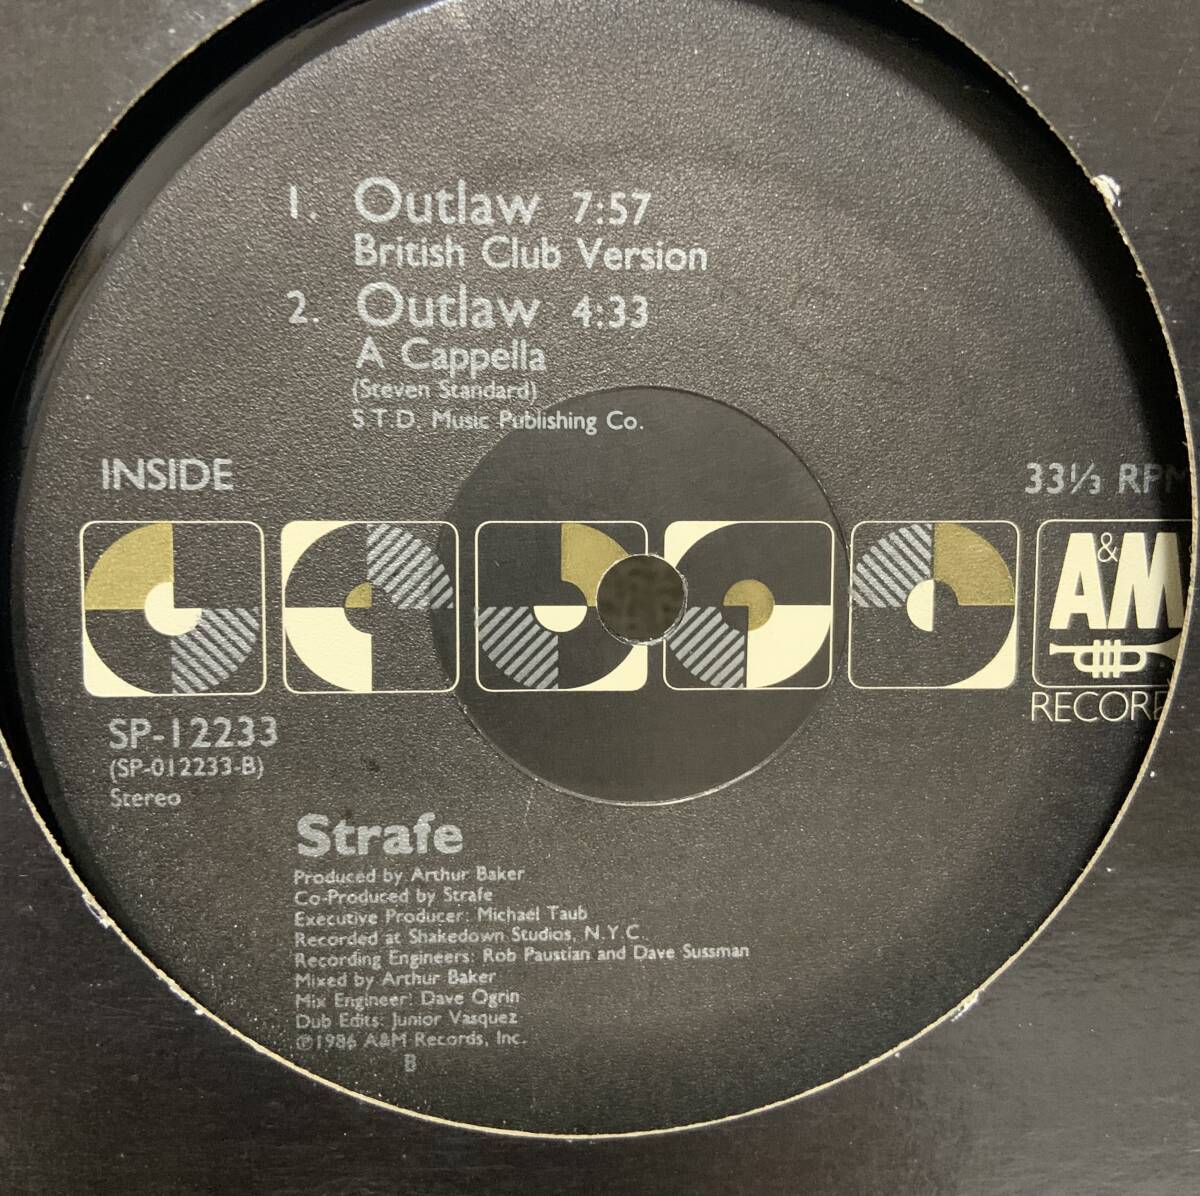 1. Outlaw 7:57
British Club Version
2. Outlaw 4:33
A Cappella
(Steven Standard)
S.T.D. Music Publishing Co.
INSIDE
33⅓ RPM
A&M
RECORD
SP-12233
(SP-012233-B)
Stereo
Strafe
Produced by Arthur Baker
Co-Produced by Strafe
Executive Producer: Michael Taub
Recorded at Shakedown Studios, N.Y.C.
Recording Engineers: Rob Paustian and Dave Sussman
Mixed by Arthur Baker
Mix Engineer: Dave Ogrin
Dub Edits: Junior Vasquez
℗1986 A&M Records, Inc.
B